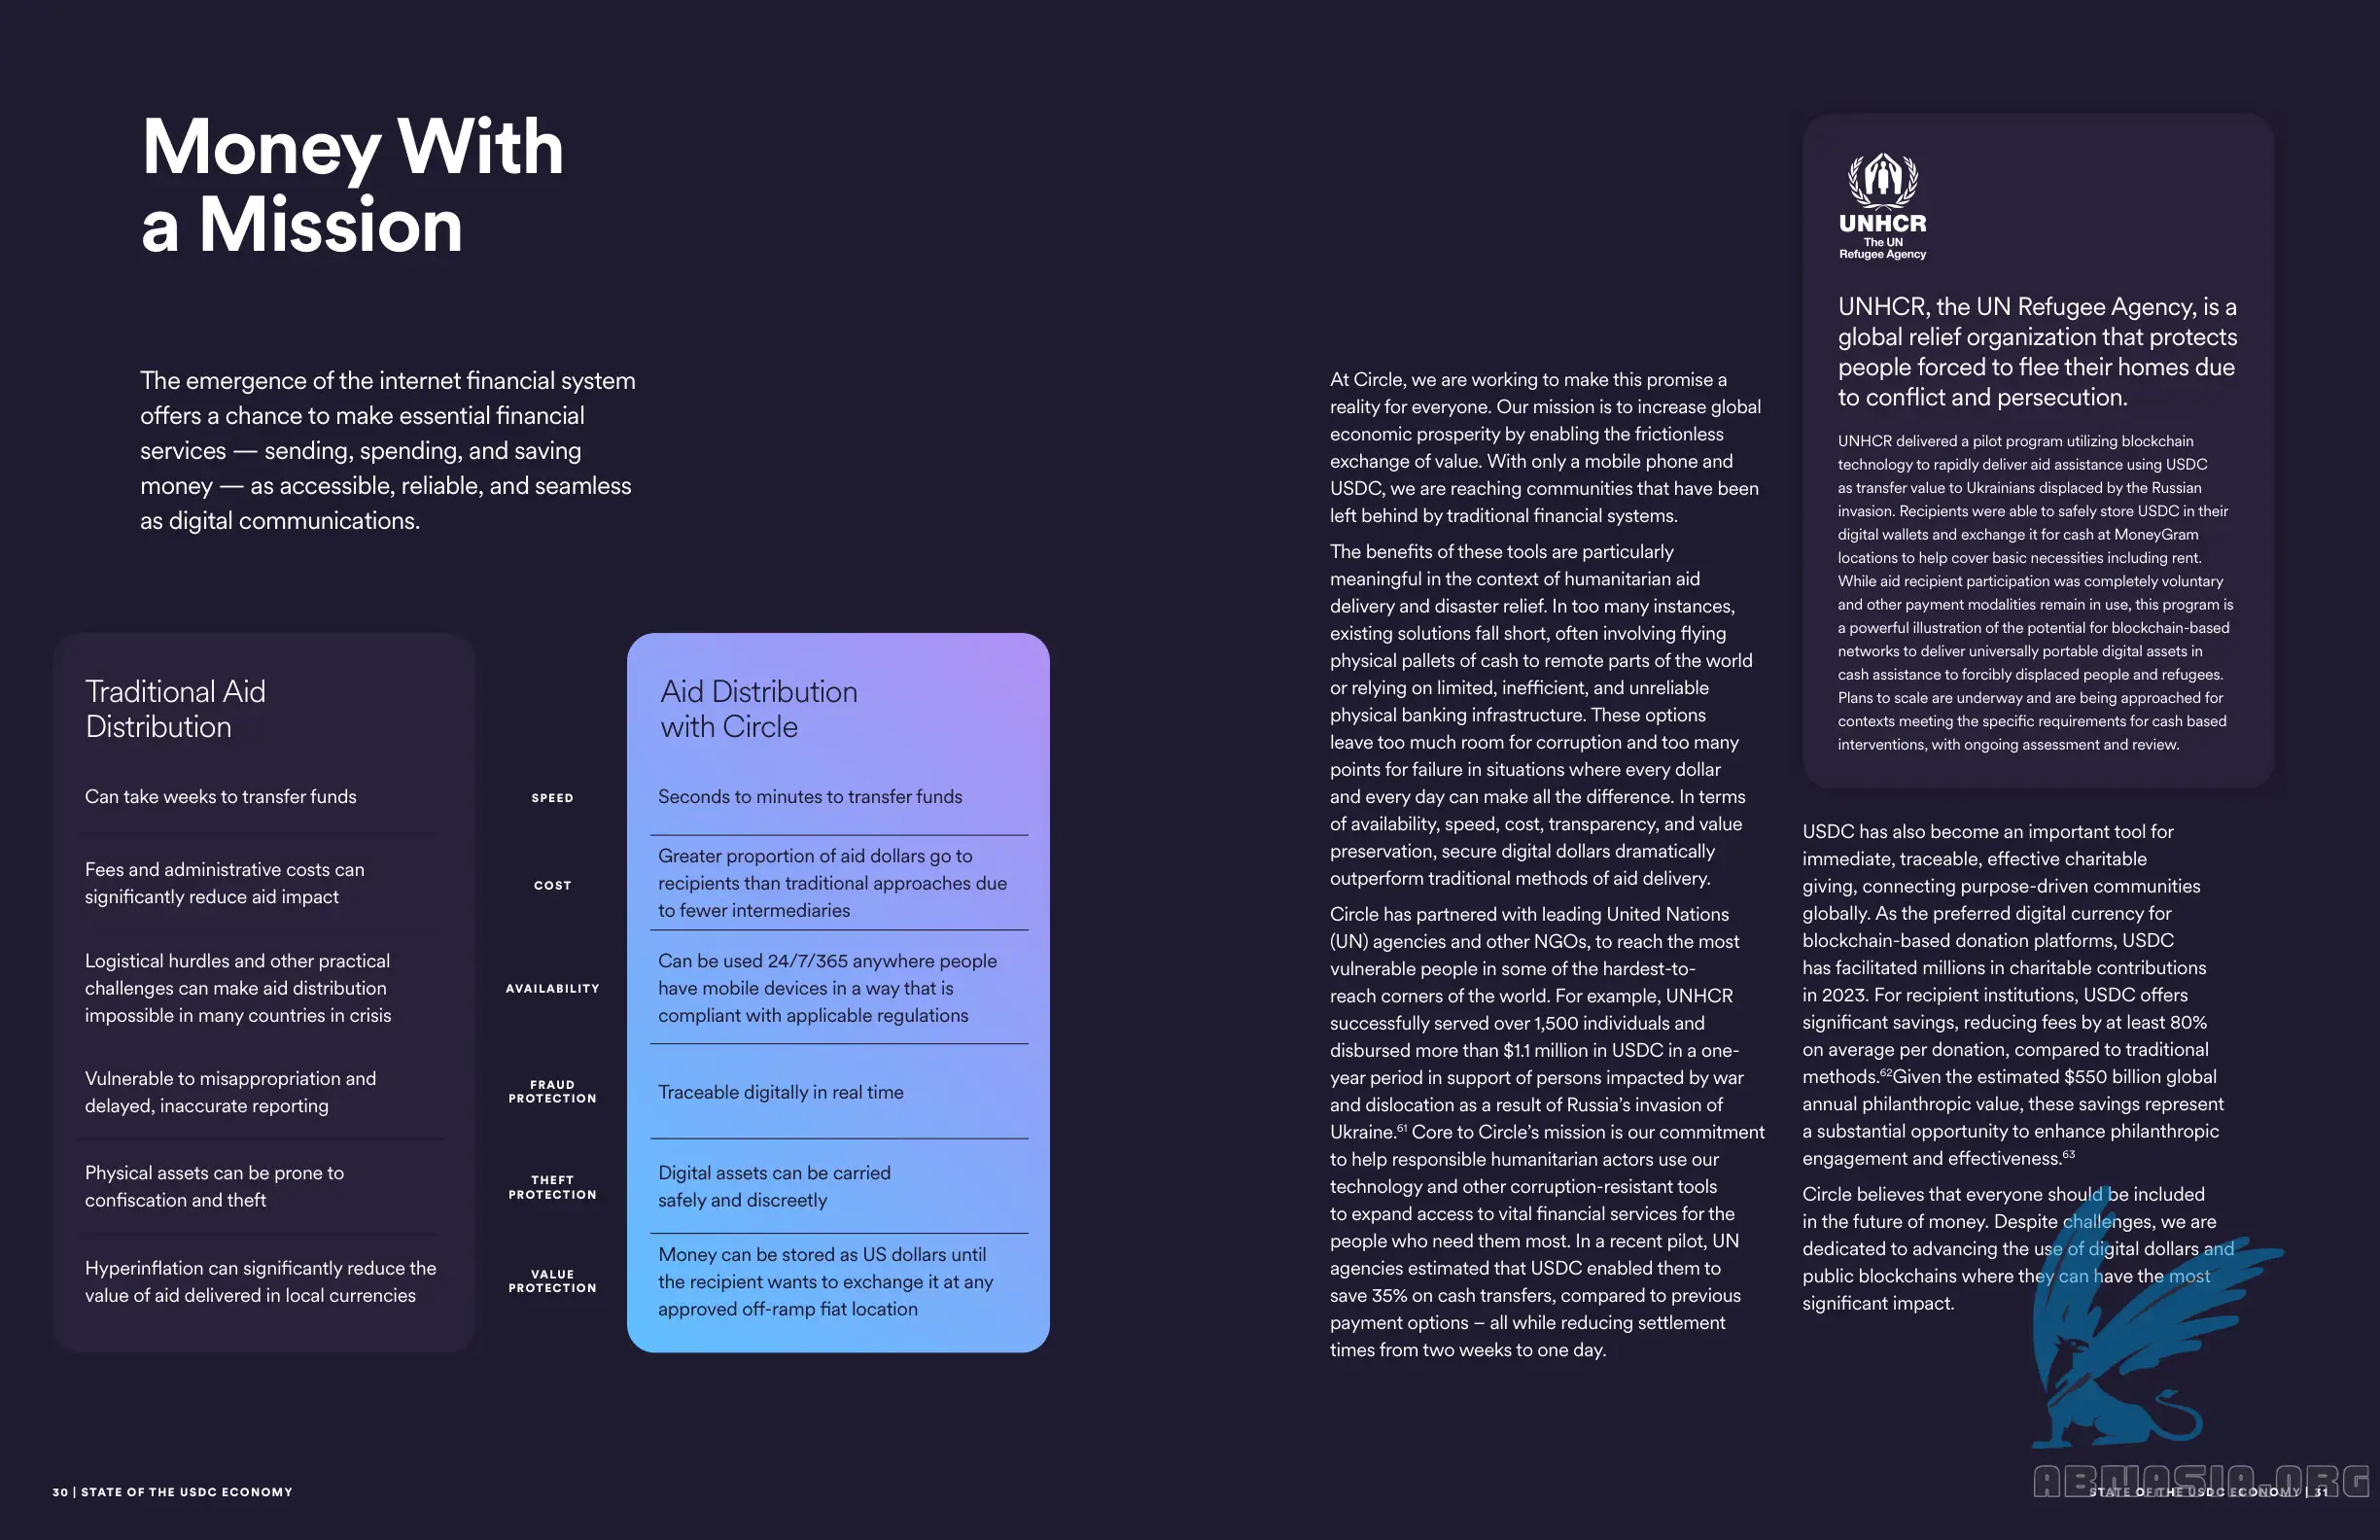 Money With
a Mission
The emergence of the internet financial system
offers a chance to make essential financial
services — sending, spending, and saving
money — as accessible, reliable, and seamless
as digital communications.
Traditional Aid
Distribution
Can take weeks to transfer funds
Fees and administrative costs can
significantly reduce aid impact
Logistical hurdles and other practical
challenges can make aid distribution
impossible in many countries in crisis
Vulnerable to misappropriation and
delayed, inaccurate reporting
Physical assets can be prone to
confiscation and theft
Hyperinflation can significantly reduce the
value of aid delivered in local currencies
SPEED
COST
AVAILABILITY
FRAUD
PROTECTION
THEFT
PROTECTION
VALUE
PROTECTION
Aid Distribution
with Circle
Seconds to minutes to transfer funds
Greater proportion of aid dollars go to
recipients than traditional approaches due
to fewer intermediaries
Can be used 24/7/365 anywhere people
have mobile devices in a way that is
compliant with applicable regulations
Traceable digitally in real time
Digital assets can be carried
safely and discreetly
Money can be stored as US dollars until
the recipient wants to exchange it at any
approved off-ramp fiat location
30 | STATE OF THE USDC ECONOMY
At Circle, we are working to make this promise a
reality for everyone. Our mission is to increase global
economic prosperity by enabling the frictionless
exchange of value. With only a mobile phone and
USDC, we are reaching communities that have been
left behind by traditional financial systems.
The benefits of these tools are particularly
meaningful in the context of humanitarian aid
delivery and disaster relief. In too many instances,
existing solutions fall short, often involving flying
physical pallets of cash to remote parts of the world
or relying on limited, inefficient, and unreliable
physical banking infrastructure. These options
leave too much room for corruption and too many
points for failure in situations where every dollar
and every day can make all the difference. In terms
of availability, speed, cost, transparency, and value
preservation, secure digital dollars dramatically
outperform traditional methods of aid delivery.
Circle has partnered with leading United Nations
(UN) agencies and other NGOs, to reach the most
vulnerable people in some of the hardest-to-
reach corners of the world. For example, UNHCR
successfully served over 1,500 individuals and
disbursed more than $1.1 million in USDC in a one-
year period in support of persons impacted by war
and dislocation as a result of Russia's invasion of
Ukraine.⁶¹ Core to Circle's mission is our commitment
to help responsible humanitarian actors use our
technology and other corruption-resistant tools
to expand access to vital financial services for the
people who need them most. In a recent pilot, UN
agencies estimated that USDC enabled them to
save 35% on cash transfers, compared to previous
payment options – all while reducing settlement
times from two weeks to one day.
UNHCR
The UN
Refugee Agency
UNHCR, the UN Refugee Agency, is a
global relief organization that protects
people forced to flee their homes due
to conflict and persecution.
UNHCR delivered a pilot program utilizing blockchain
technology to rapidly deliver aid assistance using USDC
as transfer value to Ukrainians displaced by the Russian
invasion. Recipients were able to safely store USDC in their
digital wallets and exchange it for cash at MoneyGram
locations to help cover basic necessities including rent.
While aid recipient participation was completely voluntary
and other payment modalities remain in use, this program is
a powerful illustration of the potential for blockchain-based
networks to deliver universally portable digital assets in
cash assistance to forcibly displaced people and refugees.
Plans to scale are underway and are being approached for
contexts meeting the specific requirements for cash based
interventions, with ongoing assessment and review.
USDC has also become an important tool for
immediate, traceable, effective charitable
giving, connecting purpose-driven communities
globally. As the preferred digital currency for
blockchain-based donation platforms, USDC
has facilitated millions in charitable contributions
in 2023. For recipient institutions, USDC offers
significant savings, reducing fees by at least 80%
on average per donation, compared to traditional
methods.⁶²Given the estimated $550 billion global
annual philanthropic value, these savings represent
a substantial opportunity to enhance philanthropic
engagement and effectiveness.⁶³
Circle believes that everyone should be included
in the future of money. Despite challenges, we are
dedicated to advancing the use of digital dollars and
public blockchains where they can have the most
significant impact.
ABNASIA.ORG
STATE OF THE USDC ECONOMY | 31